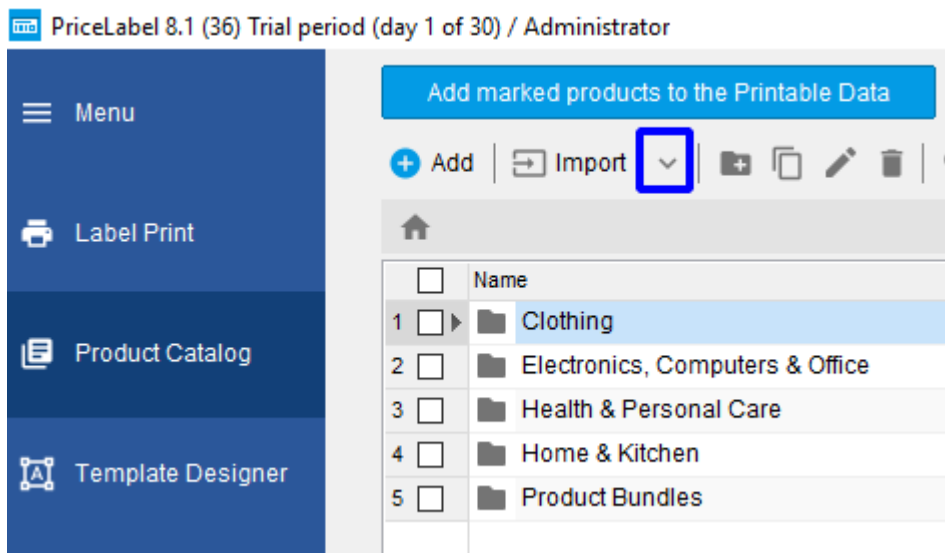 PriceLabel 8.1 (36) Trial period (day 1 of 30) / Administrator
Menu
Label Print
Product Catalog
Template Designer
Add marked products to the Printable Data
Add Import
Name
1 Clothing
2 Electronics, Computers & Office
3 Health & Personal Care
4 Home & Kitchen
5 Product Bundles